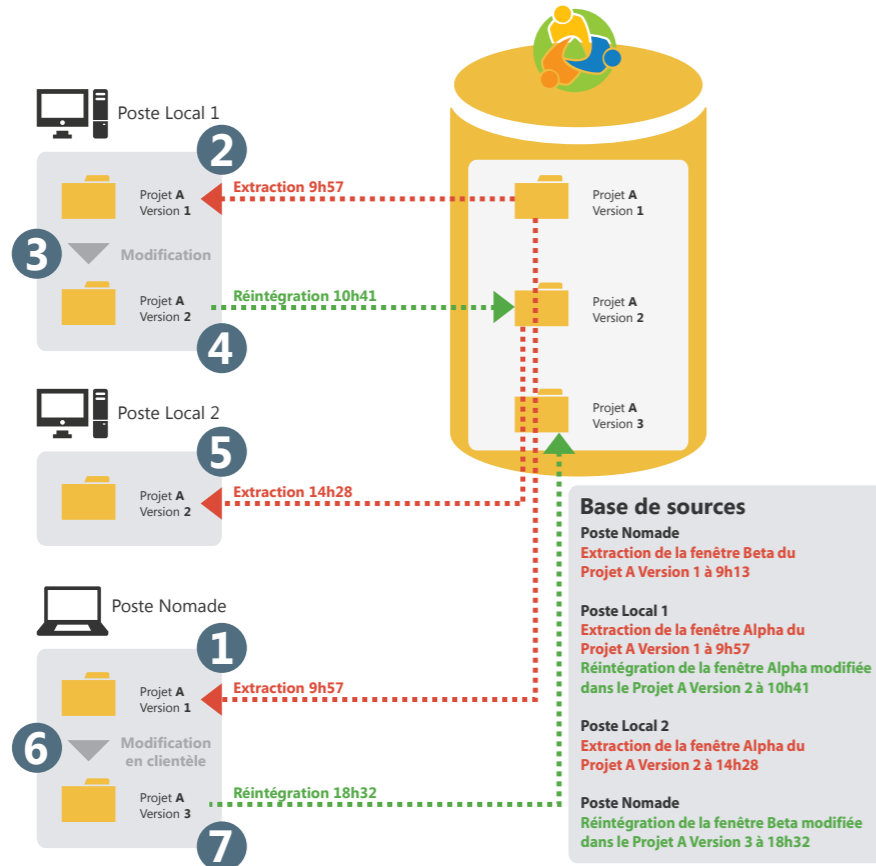 Poste Local 1
2
Extraction 9h57
Projet A
Version 1
Projet A
Version 1
3
Modification
Réintégration 10h41
Projet A
Version 2
Projet A
Version 2
4
Poste Local 2
Projet A
Version 3
5
Extraction 14h28
Projet A
Version 2
Poste Nomade
1
Extraction 9h57
Projet A
Version 1
6
Modification
en clientèle
Réintégration 18h32
Projet A
Version 3
7
Base de sources
Poste Nomade
Extraction de la fenêtre Beta du
Projet A Version 1 à 9h13
Poste Local 1
Extraction de la fenêtre Alpha du
Projet A Version 1 à 9h57
Réintégration de la fenêtre Alpha modifiée
dans le Projet A Version 2 à 10h41
Poste Local 2
Extraction de la fenêtre Alpha du
Projet A Version 2 à 14h28
Poste Nomade
Réintégration de la fenêtre Beta modifiée
dans le Projet A Version 3 à 18h32